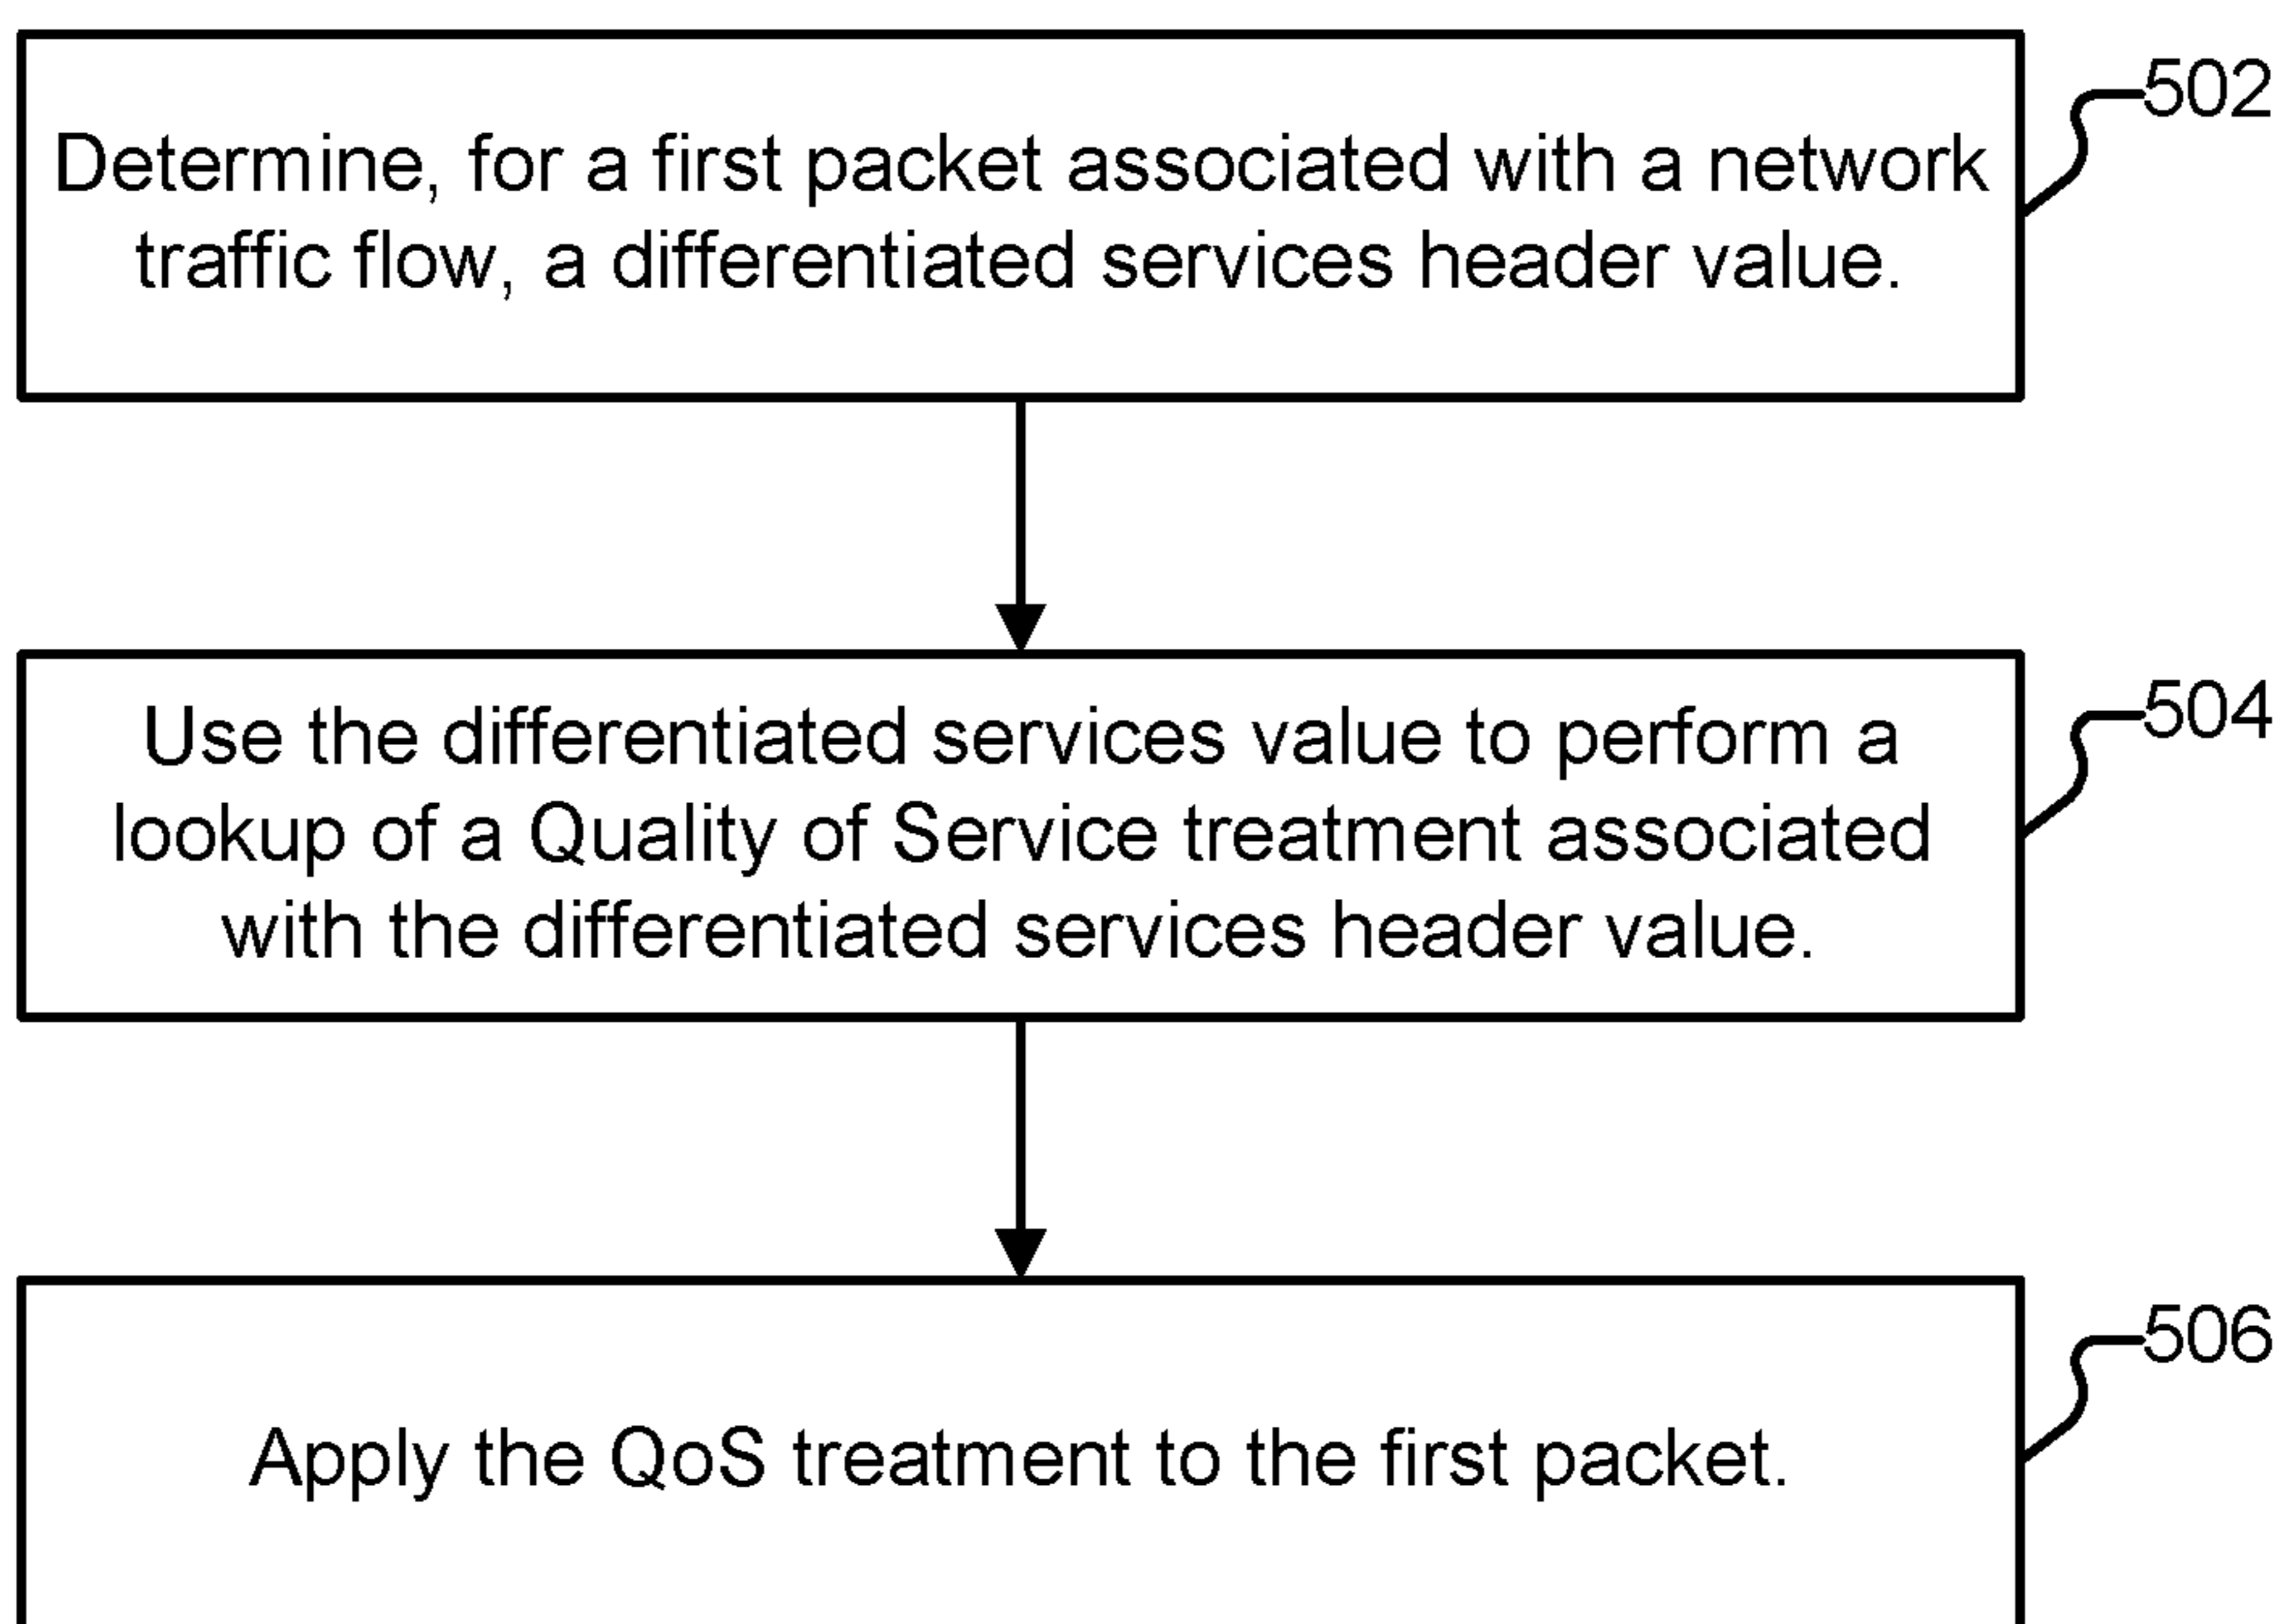 502
Determine, for a first packet associated with a network
traffic flow, a differentiated services header value.
504
Use the differentiated services value to perform a
lookup of a Quality of Service treatment associated
with the differentiated services header value.
506
Apply the QoS treatment to the first packet.